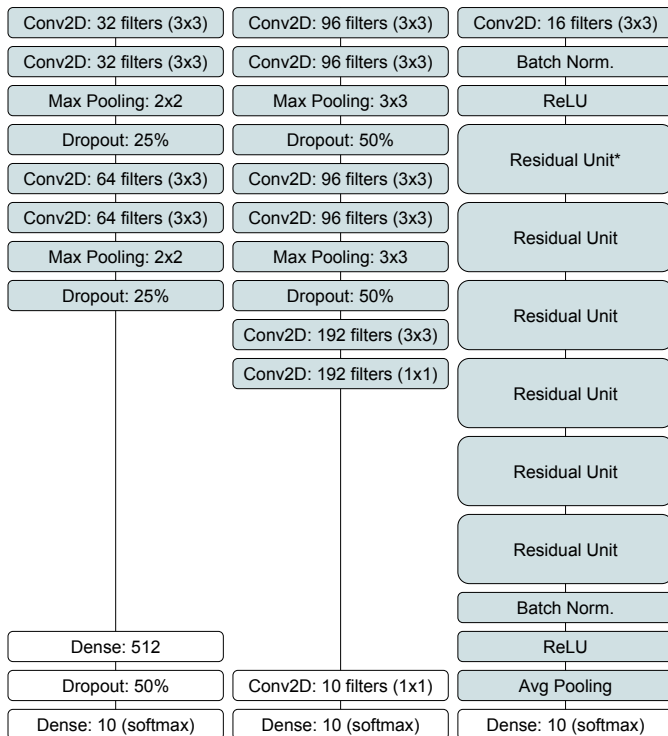 Conv2D: 32 filters (3x3)
Conv2D: 32 filters (3x3)
Max Pooling: 2x2
Dropout: 25%
Conv2D: 64 filters (3x3)
Conv2D: 64 filters (3x3)
Max Pooling: 2x2
Dropout: 25%
Dense: 512
Dropout: 50%
Dense: 10 (softmax)
Conv2D: 96 filters (3x3)
Conv2D: 96 filters (3x3)
Max Pooling: 3x3
Dropout: 50%
Conv2D: 96 filters (3x3)
Conv2D: 96 filters (3x3)
Max Pooling: 3x3
Dropout: 50%
Conv2D: 192 filters (3x3)
Conv2D: 192 filters (1x1)
Conv2D: 10 filters (1x1)
Dense: 10 (softmax)
Conv2D: 16 filters (3x3)
Batch Norm.
ReLU
Residual Unit*
Residual Unit
Residual Unit
Residual Unit
Residual Unit
Residual Unit
Batch Norm.
ReLU
Avg Pooling
Dense: 10 (softmax)